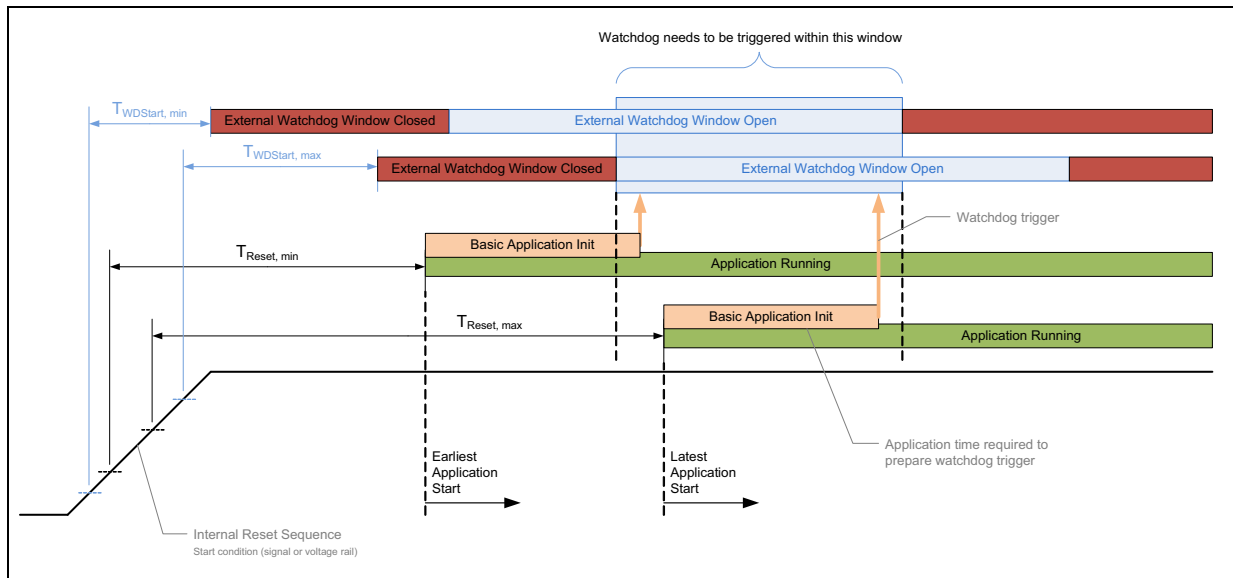 Watchdog needs to be triggered within this window
TWDStart, min
External Watchdog Window Closed
External Watchdog Window Open
TWDStart, max
External Watchdog Window Closed
External Watchdog Window Open
Watchdog trigger
Basic Application Init
TReset, min
Application Running
Basic Application Init
TReset, max
Application Running
Earliest
Application
Start
Latest
Application
Start
Application time required to
prepare watchdog trigger
Internal Reset Sequence
Start condition (signal or voltage rail)